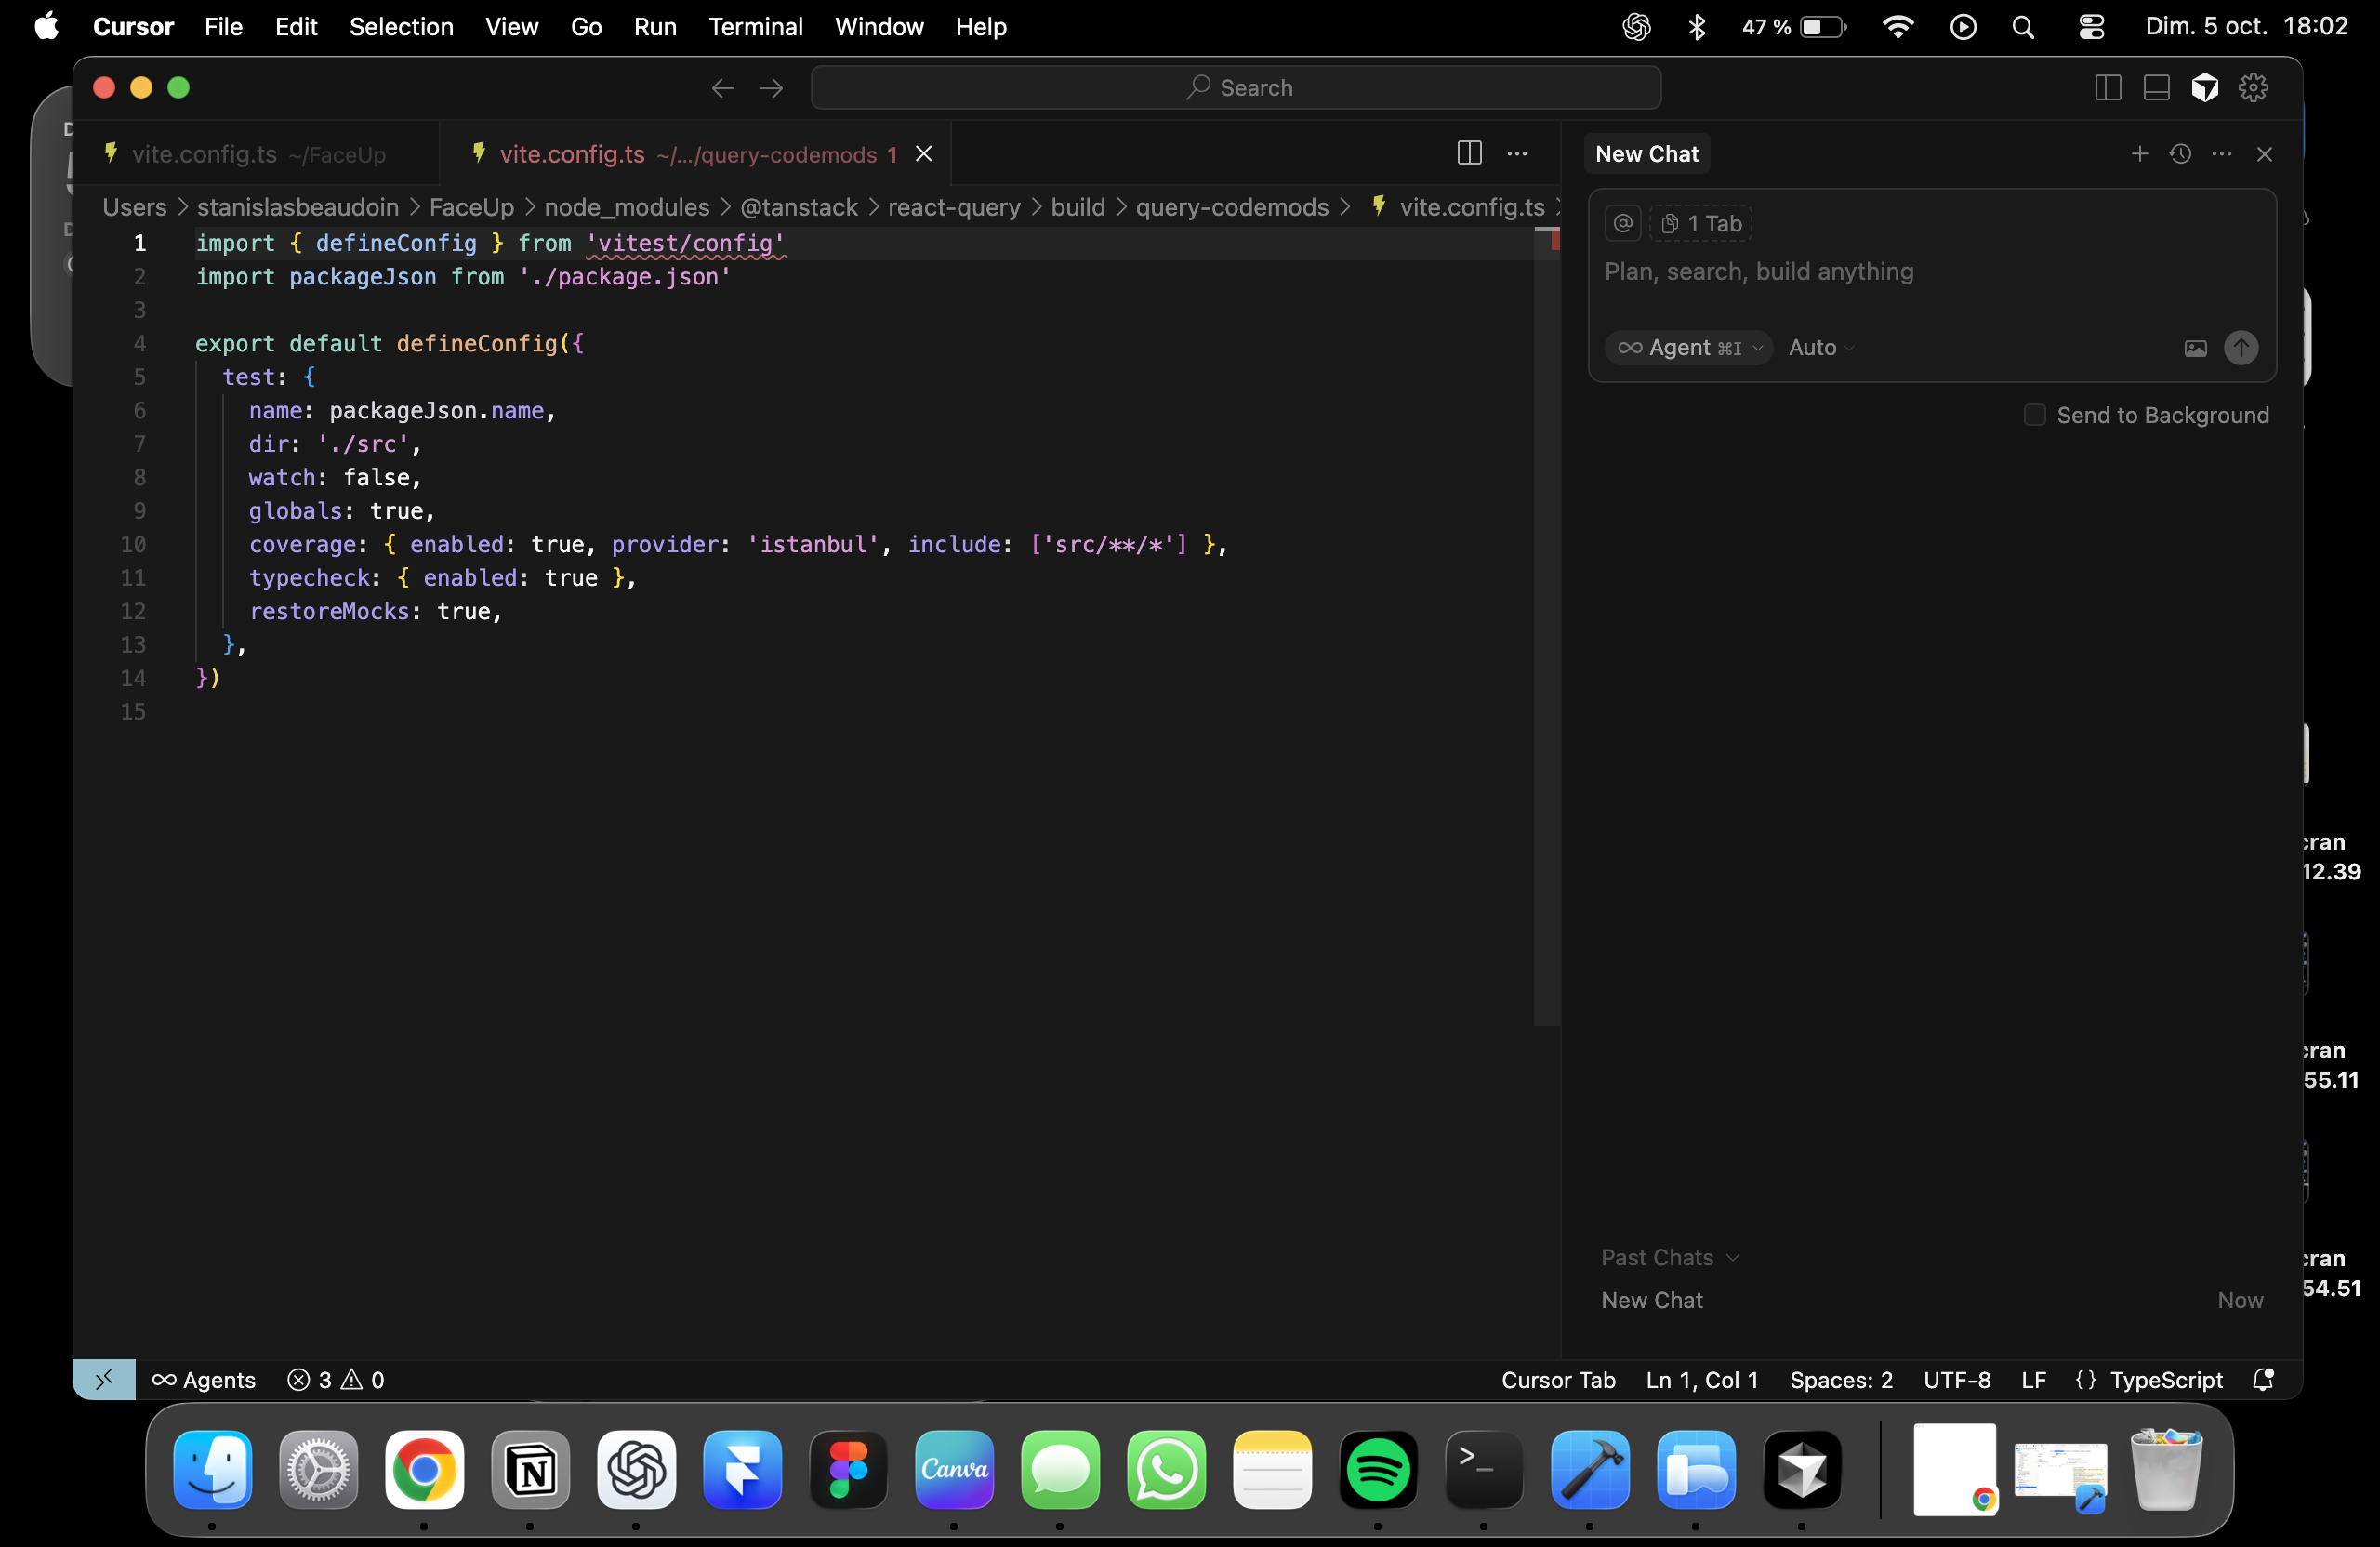 Cursor File Edit Selection View Go Run Terminal Window Help 47 % Dim. 5 oct. 18:02
Search
vite.config.ts ~/FaceUp vite.config.ts ~/.../query-codemods 1
Users > stanislasbeaudoin > FaceUp > node_modules > @tanstack > react-query > build > query-codemods > vite.config.ts >
1 import { defineConfig } from 'vitest/config'
2 import packageJson from './package.json'
3
4 export default defineConfig({
5 test: {
6 name: packageJson.name,
7 dir: './src',
8 watch: false,
9 globals: true,
10 coverage: { enabled: true, provider: 'istanbul', include: ['src/**/*'] },
11 typecheck: { enabled: true },
12 restoreMocks: true,
13 },
14 })
15
New Chat
@ 1 Tab
Plan, search, build anything
Agent ⌘I Auto
Send to Background
Past Chats
New Chat Now
cran
12.39
cran
55.11
cran
54.51
Agents 3 0 Cursor Tab Ln 1, Col 1 Spaces: 2 UTF-8 LF {} TypeScript
Canva